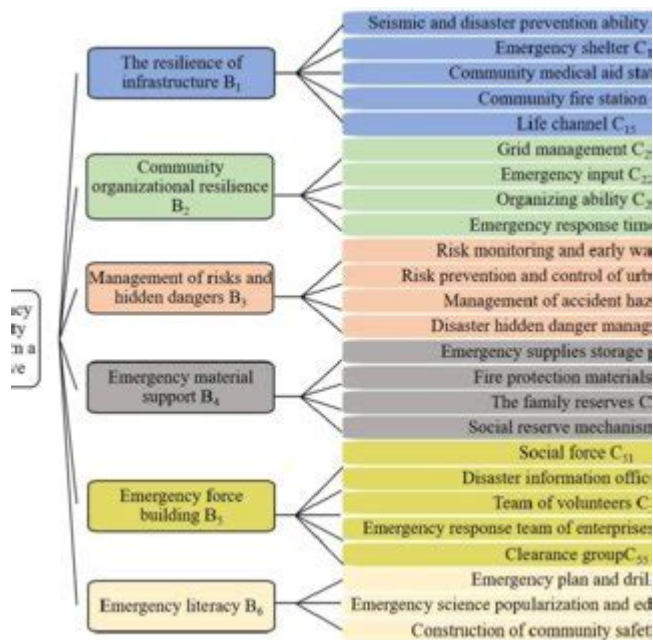 Seismic and disaster prevention ability
Emergency shelter C
Community medical aid stat
Community fire station
Life channel C15
The resilience of
infrastructure B1
Grid management C2
Emergency input C22
Organizing ability C2
Emergency response time
Community
organizational resilience
B2
Risk monitoring and early wa
Risk prevention and control of urb
Management of accident haz
Disaster hidden danger manag
Management of risks and
hidden dangers B3
Emergency supplies storage p
Fire protection materials
The family reserves C
Social reserve mechanism
Emergency material
support B4
Social force C51
Disaster information offic
Team of volunteers C
Emergency response team of enterprises
Clearance groupC55
Emergency force
building B5
Emergency plan and dril
Emergency science popularization and ed
Construction of community safet
Emergency literacy B6